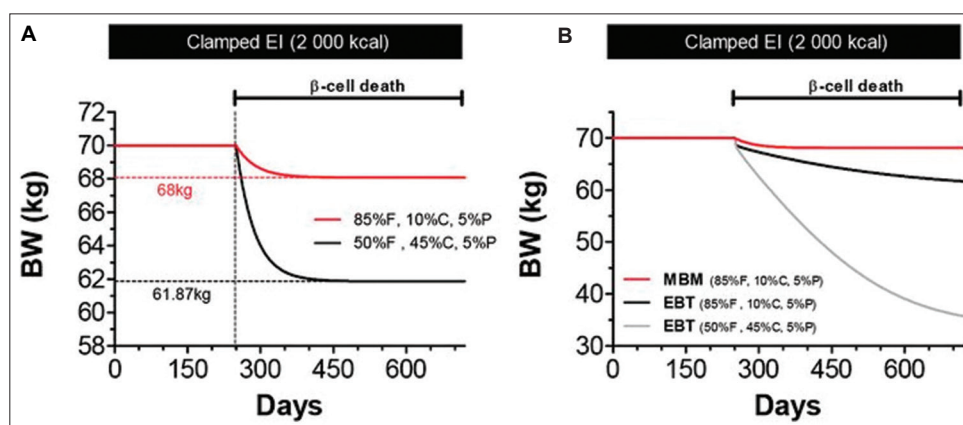 A
Clamped EI (2 000 kcal)
β-cell death
BW (kg)
72
70
68
66
64
62
60
58
68kg
61.87kg
85%F, 10%C, 5%P
50%F , 45%C, 5%P
0
150
300
450
600
Days
B
Clamped EI (2 000 kcal)
β-cell death
BW (kg)
70
60
50
40
30
MBM (85%F, 10%C, 5%P)
EBT (85%F, 10%C, 5%P)
EBT (50%F , 45%C, 5%P)
0
150
300
450
600
Days